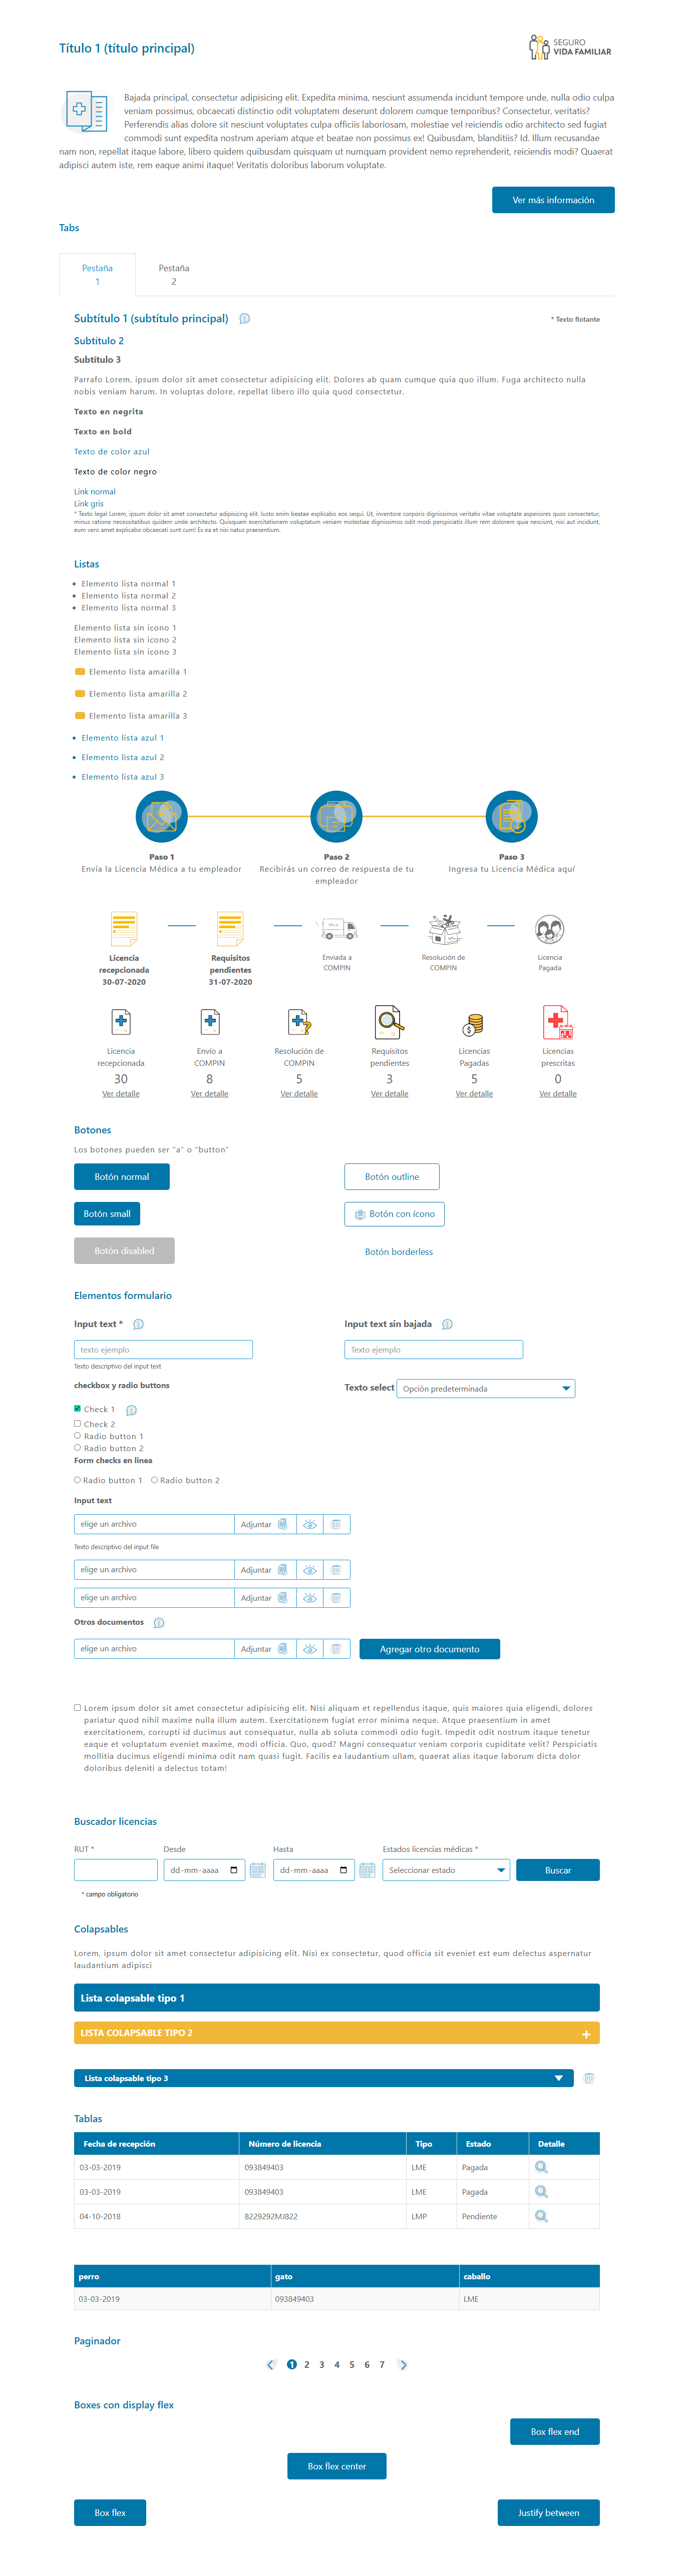 Título 1 (título principal)
SEGURO
VIDA FAMILIAR
Bajada principal, consectetur adipisicing elit. Expedita minima, nesciunt assumenda incidunt tempore unde, nulla odio culpa
veniam possimus, obcaecati distinctio odit voluptatem deserunt dolorem cumque temporibus? Consectetur, veritatis?
Perferendis alias dolore sit nesciunt voluptates culpa officiis laboriosam, molestiae vel reiciendis odio architecto sed fugiat
commodi sunt expedita nostrum aperiam atque et beatae non possimus ex! Quibusdam, blanditiis? Id. Illum recusandae
nam non, repellat itaque labore, libero quidem quibusdam quisquam ut numquam provident nemo reprehenderit, reiciendis modi? Quaerat
adipisci autem iste, rem eaque animi itaque! Veritatis doloribus laborum voluptate.
Ver más información
Tabs
Pestaña
1
Pestaña
2
Subtítulo 1 (subtítulo principal)
* Texto flotante
Subtítulo 2
Subtítulo 3
Parrafo Lorem, ipsum dolor sit amet consectetur adipisicing elit. Dolores ab quam cumque quia quo illum. Fuga architecto nulla
nobis veniam harum. In voluptas dolore, repellat libero illo quia quod consectetur.
Texto en negrita
Texto en bold
Texto de color azul
Texto de color negro
Link normal
Link gris
* Texto legal Lorem, ipsum dolor sit amet consectetur adipisicing elit. Iusto enim beatae explicabo eos sequi. Ut, inventore corporis dignissimos veritatis vitae voluptate asperiores quos consectetur,
minus ratione necessitatibus quidem unde architecto. Quisquam exercitationem voluptatum veniam molestiae dignissimos odit modi perspiciatis illum rem dolorem quia nesciunt, nisi aut incidunt,
eum vero amet explicabo obcaecati sunt cum! Es ea et nisi natus praesentium.
Listas
Elemento lista normal 1
Elemento lista normal 2
Elemento lista normal 3
Elemento lista sin icono 1
Elemento lista sin icono 2
Elemento lista sin icono 3
Elemento lista amarilla 1
Elemento lista amarilla 2
Elemento lista amarilla 3
Elemento lista azul 1
Elemento lista azul 2
Elemento lista azul 3
Paso 1
Envía la Licencia Médica a tu empleador
Paso 2
Recibirás un correo de respuesta de tu
empleador
Paso 3
Ingresa tu Licencia Médica aquí
Licencia
recepcionada
30-07-2020
Requisitos
pendientes
31-07-2020
Enviada a
COMPIN
Resolución de
COMPIN
Licencia
Pagada
Licencia
recepcionada
30
Ver detalle
Envío a
COMPIN
8
Ver detalle
Resolución de
COMPIN
5
Ver detalle
Requisitos
pendientes
3
Ver detalle
Licencias
Pagadas
5
Ver detalle
Licencias
prescritas
0
Ver detalle
Botones
Los botones pueden ser "a" o "button"
Botón normal
Botón outline
Botón small
Botón con ícono
Botón disabled
Botón borderless
Elementos formulario
Input text *
Input text sin bajada
texto ejemplo
Texto ejemplo
Texto descriptivo del input text
checkbox y radio buttons
Texto select
Opción predeterminada
Check 1
Check 2
Radio button 1
Radio button 2
Form checks en linea
Radio button 1
Radio button 2
Input text
elige un archivo
Adjuntar
Texto descriptivo del input file
elige un archivo
Adjuntar
elige un archivo
Adjuntar
Otros documentos
elige un archivo
Adjuntar
Agregar otro documento
Lorem ipsum dolor sit amet consectetur adipisicing elit. Nisi aliquam et repellendus itaque, quis maiores quia eligendi, dolores
pariatur quod nihil maxime nulla illum autem. Exercitationem fugiat error minima neque. Atque praesentium in amet
exercitationem, corrupti id ducimus aut consequatur, nulla ab soluta commodi odio fugit. Impedit odit nostrum itaque tenetur
eaque et voluptatum eveniet maxime, modi officia. Quo, quod? Magni consequatur veniam corporis cupiditate velit? Perspiciatis
mollitia ducimus eligendi minima odit nam quasi fugit. Facilis ea laudantium ullam, quaerat alias itaque laborum dicta dolor
doloribus deleniti a delectus totam!
Buscador licencias
RUT *
Desde
Hasta
Estados licencias médicas *
dd-mm-aaaa
dd-mm-aaaa
Seleccionar estado
Buscar
* campo obligatorio
Colapsables
Lorem, ipsum dolor sit amet consectetur adipisicing elit. Nisi ex consectetur, quod officia sit eveniet est eum delectus aspernatur
laudantium adipisci
Lista colapsable tipo 1
LISTA COLAPSABLE TIPO 2
+
Lista colapsable tipo 3
Tablas
Fecha de recepción
Número de licencia
Tipo
Estado
Detalle
03-03-2019
093849403
LME
Pagada
03-03-2019
093849403
LME
Pagada
04-10-2018
8229292MJ822
LMP
Pendiente
perro
gato
caballo
03-03-2019
093849403
LME
Paginador
1 2 3 4 5 6 7
Boxes con display flex
Box flex end
Box flex center
Box flex
Justify between